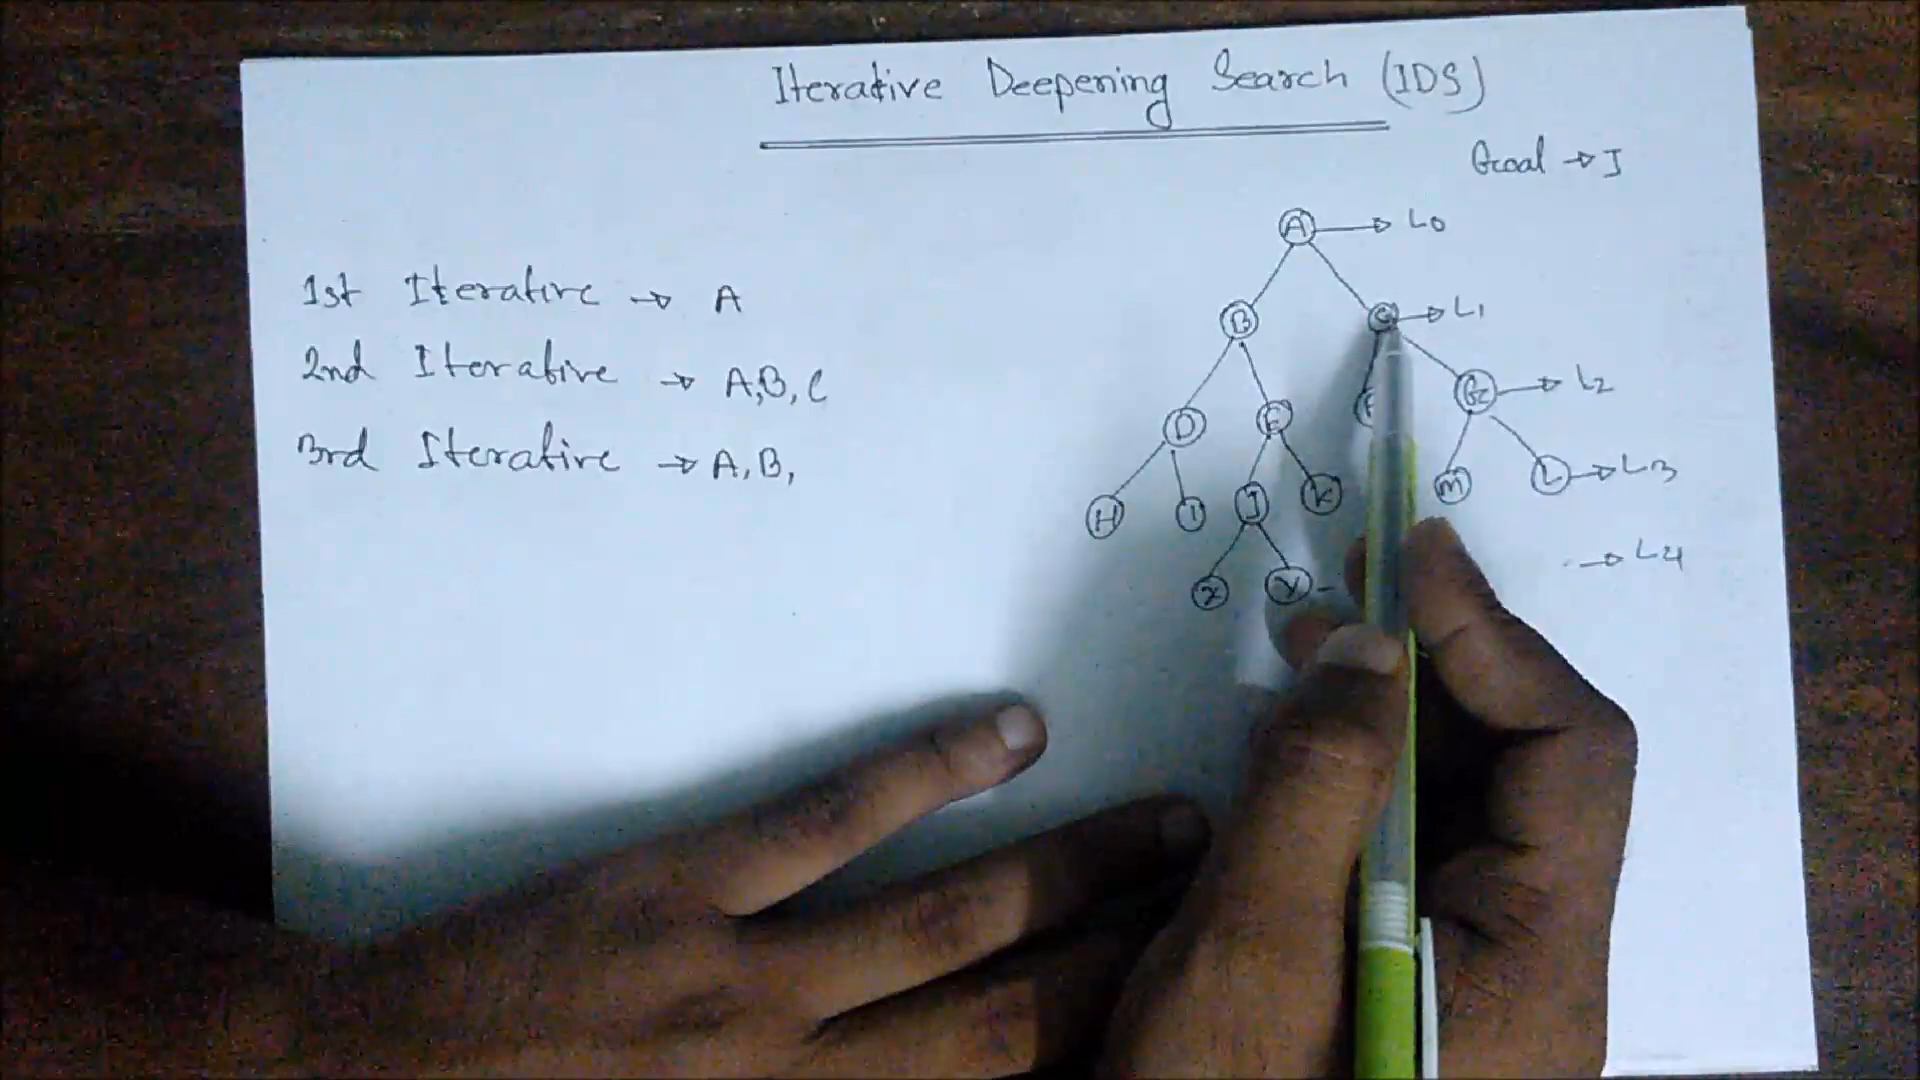 Iterative Deepening Search (IDS)
Goal → J
A → L0
B C → L1
D E F G → L2
H I J K M L → L3
X Y - → L4
1st Iterative → A
2nd Iterative → A,B,C
3rd Iterative → A,B,